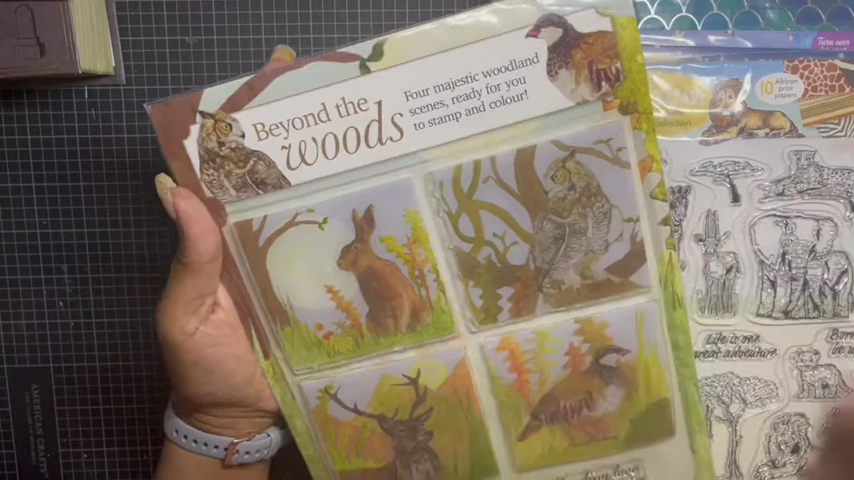 Beyond the
woods
Four majestic woodland
scenes, ready for you
to stamp and colour!
10 African
print
papers
Life is one
great adventure
AMERICAN CRAFTS